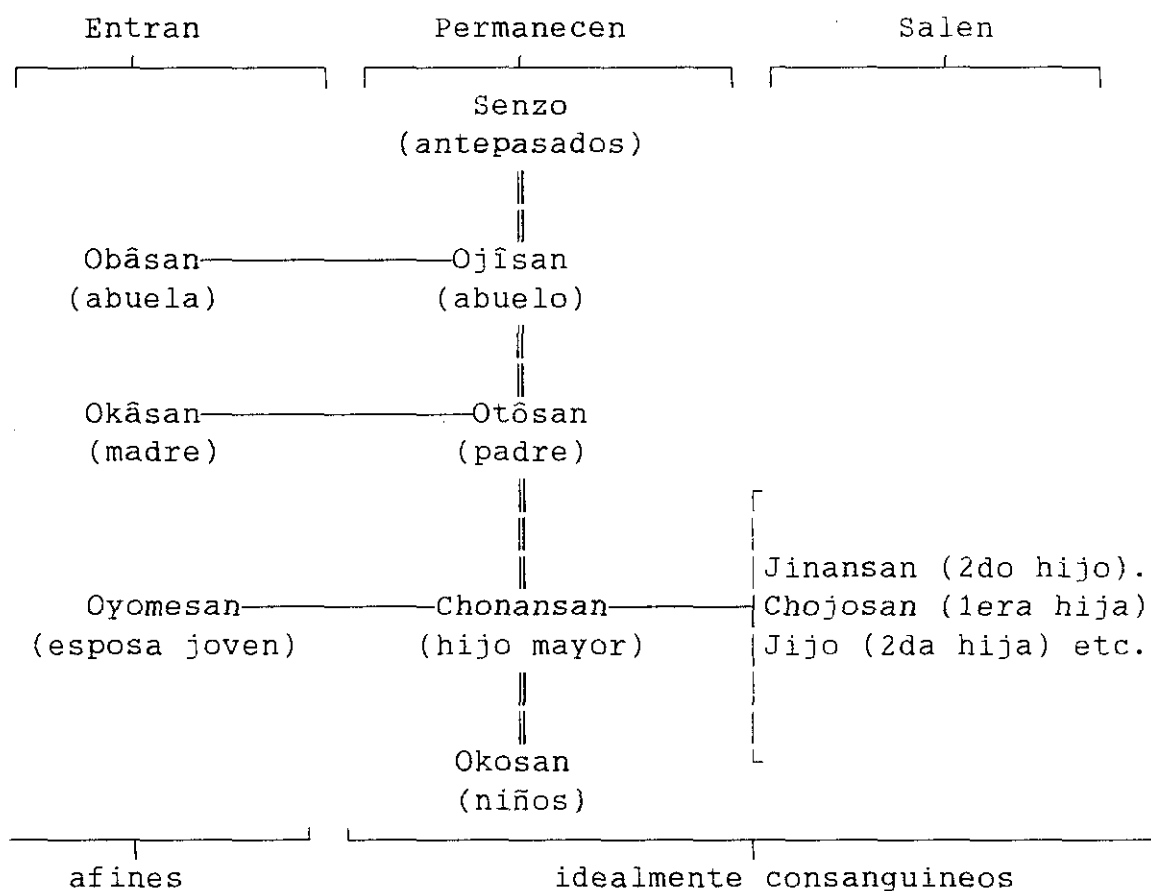 Entran Permanecen Salen
Senzo
(antepasados)
Obâsan Ojîsan
(abuela) (abuelo)
Okâsan Otôsan
(madre) (padre)
Jinansan (2do hijo).
Oyomesan Chonansan Chojosan (1era hija)
(esposa joven) (hijo mayor) Jijo (2da hija) etc.
Okosan
(niños)
afines idealmente consanguineos